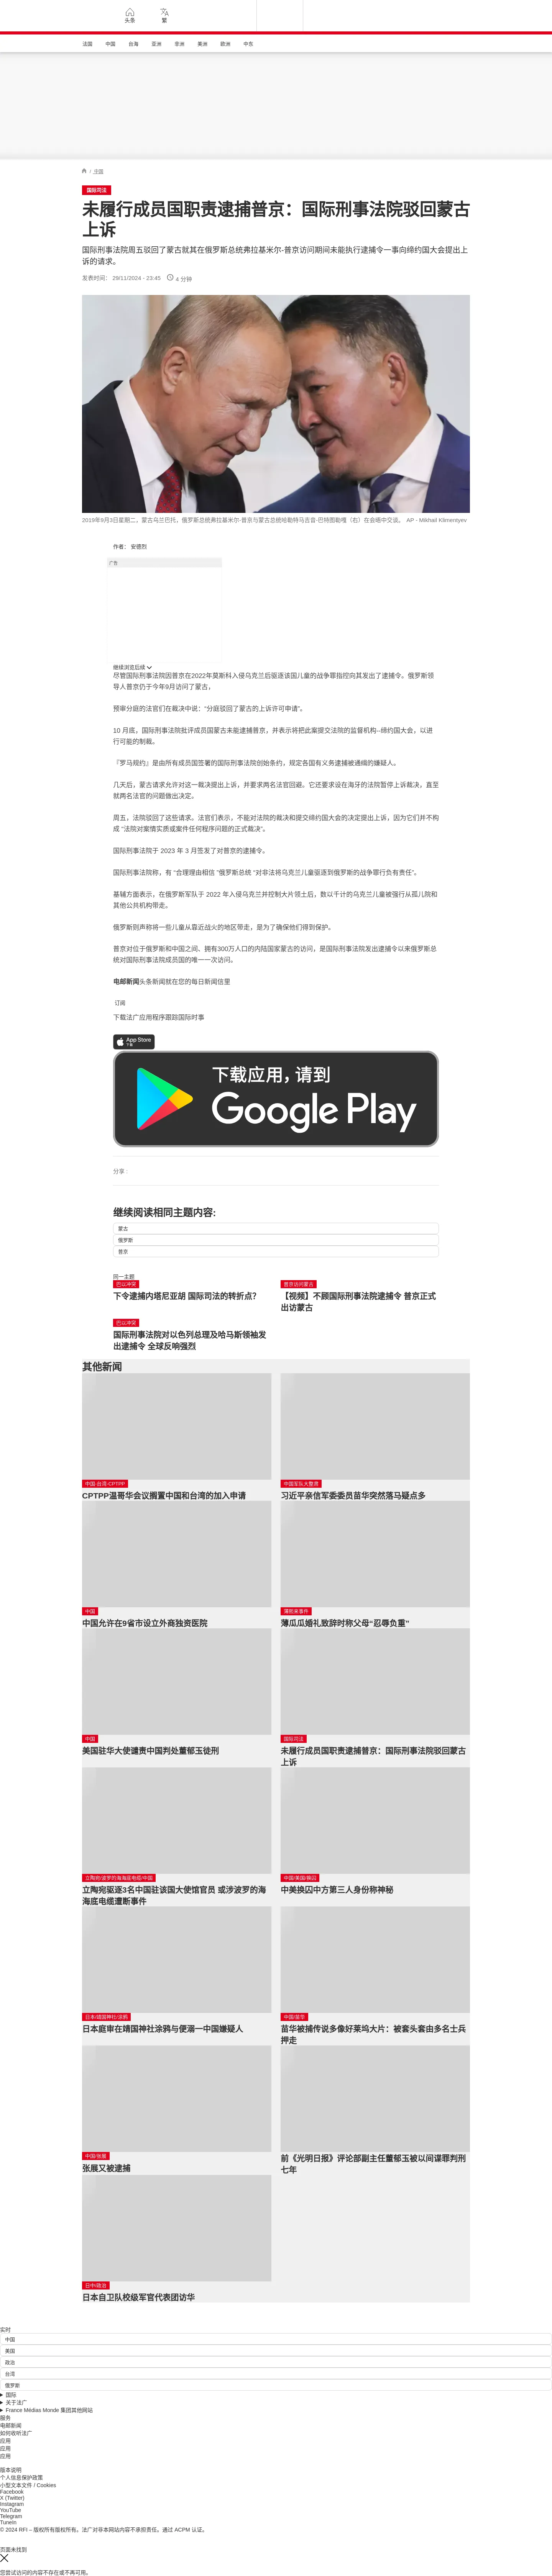 头条
繁
法国
中国
台海
亚洲
非洲
美洲
欧洲
中东
/ 中国
国际司法
未履行成员国职责逮捕普京：国际刑事法院驳回蒙古
上诉
国际刑事法院周五驳回了蒙古就其在俄罗斯总统弗拉基米尔-普京访问期间未能执行逮捕令一事向缔约国大会提出上
诉的请求。
发表时间： 29/11/2024 - 23:45 4 分钟
2019年9月3日星期二，蒙古乌兰巴托，俄罗斯总统弗拉基米尔-普京与蒙古总统哈勒特马吉音-巴特图勒嘎（右）在会晤中交谈。 AP - Mikhail Klimentyev
作者： 安德烈
广告
继续浏览后续
尽管国际刑事法院因普京在2022年莫斯科入侵乌克兰后驱逐该国儿童的战争罪指控向其发出了逮捕令。俄罗斯领
导人普京仍于今年9月访问了蒙古，
预审分庭的法官们在裁决中说：“分庭驳回了蒙古的上诉许可申请”。
10 月底，国际刑事法院批评成员国蒙古未能逮捕普京，并表示将把此案提交法院的监督机构--缔约国大会，以进
行可能的制裁。
『罗马规约』是由所有成员国签署的国际刑事法院创始条约，规定各国有义务逮捕被通缉的嫌疑人。
几天后，蒙古请求允许对这一裁决提出上诉，并要求两名法官回避。它还要求设在海牙的法院暂停上诉裁决，直至
就两名法官的问题做出决定。
周五，法院驳回了这些请求。法官们表示，不能对法院的裁决和提交缔约国大会的决定提出上诉，因为它们并不构
成 “法院对案情实质或案件任何程序问题的正式裁决”。
国际刑事法院于 2023 年 3 月签发了对普京的逮捕令。
国际刑事法院称，有 “合理理由相信 ”俄罗斯总统 “对非法将乌克兰儿童驱逐到俄罗斯的战争罪行负有责任”。
基辅方面表示，在俄罗斯军队于 2022 年入侵乌克兰并控制大片领土后，数以千计的乌克兰儿童被强行从孤儿院和
其他公共机构带走。
俄罗斯则声称将一些儿童从靠近战火的地区带走，是为了确保他们得到保护。
普京对位于俄罗斯和中国之间、拥有300万人口的内陆国家蒙古的访问，是国际刑事法院发出逮捕令以来俄罗斯总
统对国际刑事法院成员国的唯一一次访问。
电邮新闻头条新闻就在您的每日新闻信里
订阅
下载法广应用程序跟踪国际时事
App Store
下载
下载应用，请到
Google Play
分享 :
继续阅读相同主题内容:
蒙古
俄罗斯
普京
同一主题
巴以冲突
下令逮捕内塔尼亚胡 国际司法的转折点？
普京访问蒙古
【视频】不顾国际刑事法院逮捕令 普京正式
出访蒙古
巴以冲突
国际刑事法院对以色列总理及哈马斯领袖发
出逮捕令 全球反响强烈
其他新闻
中国-台湾-CPTPP
CPTPP温哥华会议搁置中国和台湾的加入申请
中国军队大整肃
习近平亲信军委委员苗华突然落马疑点多
中国
中国允许在9省市设立外商独资医院
薄熙来事件
薄瓜瓜婚礼致辞时称父母“忍辱负重”
中国
美国驻华大使谴责中国判处董郁玉徒刑
国际司法
未履行成员国职责逮捕普京：国际刑事法院驳回蒙古
上诉
立陶宛/波罗的海海底电缆/中国
立陶宛驱逐3名中国驻该国大使馆官员 或涉波罗的海
海底电缆遭断事件
中国/美国/换囚
中美换囚中方第三人身份称神秘
日本/靖国神社/涂鸦
日本庭审在靖国神社涂鸦与便溺一中国嫌疑人
中国/苗华
苗华被捕传说多像好莱坞大片：被套头套由多名士兵
押走
中国/张展
张展又被逮捕
前《光明日报》评论部副主任董郁玉被以间谍罪判刑
七年
日中/政治
日本自卫队校级军官代表团访华
实时
中国
美国
政治
台湾
俄罗斯
国际
关于法广
France Médias Monde 集团其他网站
服务
电邮新闻
如何收听法广
应用
应用
应用
版本说明
个人信息保护政策
小型文本文件 / Cookies
Facebook
X (Twitter)
Instagram
YouTube
Telegram
TuneIn
© 2024 RFI – 版权所有版权所有。法广对非本网站内容不承担责任。通过 ACPM 认证。
页面未找到
您尝试访问的内容不存在或不再可用。